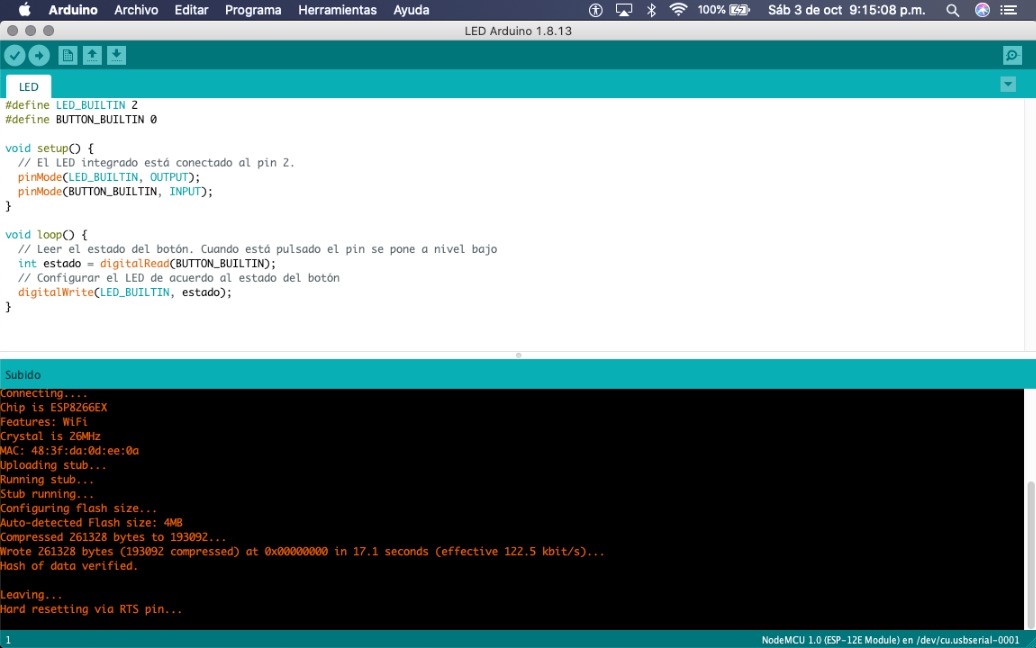 Arduino Archivo Editar Programa Herramientas Ayuda 100% Sáb 3 de oct 9:15:08 p.m.
LED Arduino 1.8.13
LED
#define LED_BUILTIN 2
#define BUTTON_BUILTIN 0
void setup() {
// El LED integrado está conectado al pin 2.
pinMode(LED_BUILTIN, OUTPUT);
pinMode(BUTTON_BUILTIN, INPUT);
}
void loop() {
// Leer el estado del botón. Cuando está pulsado el pin se pone a nivel bajo
int estado = digitalRead(BUTTON_BUILTIN);
// Configurar el LED de acuerdo al estado del botón
digitalWrite(LED_BUILTIN, estado);
}
Subido
Connecting....
Chip is ESP8266EX
Features: WiFi
Crystal is 26MHz
MAC: 48:3f:da:0d:ee:0a
Uploading stub...
Running stub...
Stub running...
Configuring flash size...
Auto-detected Flash size: 4MB
Compressed 261328 bytes to 193092...
Wrote 261328 bytes (193092 compressed) at 0x00000000 in 17.1 seconds (effective 122.5 kbit/s)...
Hash of data verified.
Leaving...
Hard resetting via RTS pin...
1 NodeMCU 1.0 (ESP-12E Module) en /dev/cu.usbserial-0001